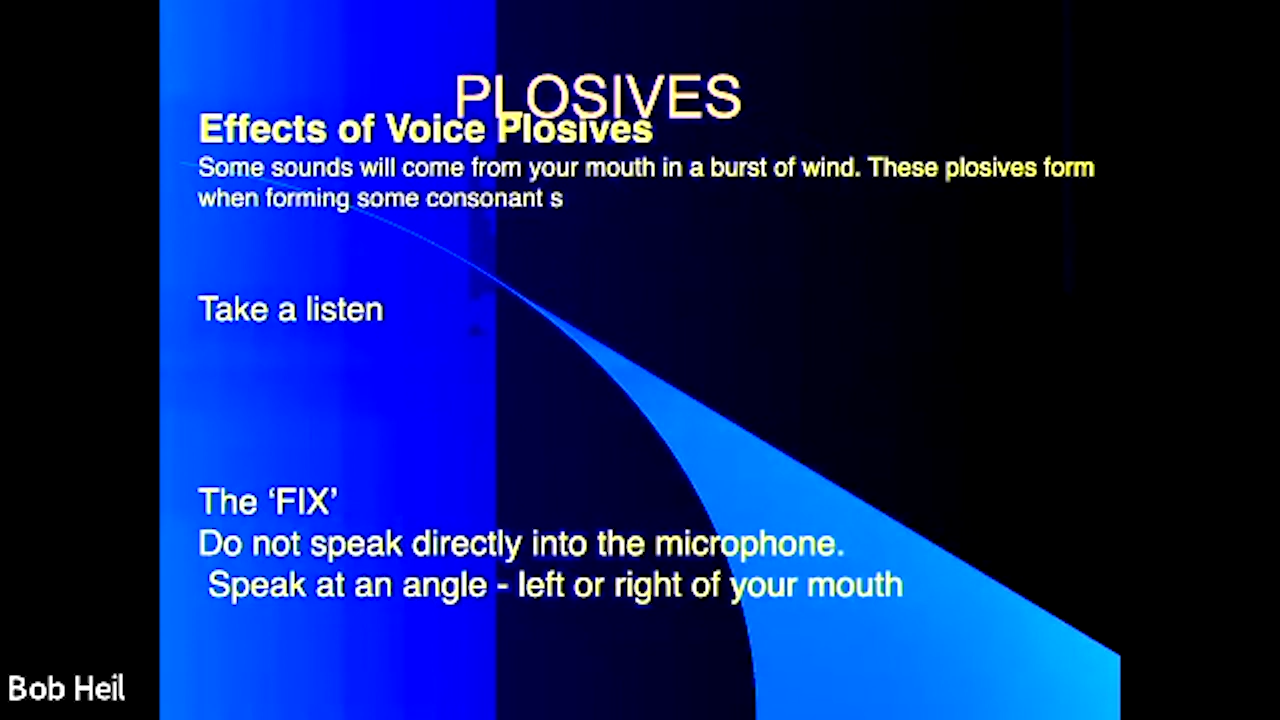 PLOSIVES
Effects of Voice Plosives
Some sounds will come from your mouth in a burst of wind. These plosives form
when forming some consonant s
Take a listen
The ‘FIX’
Do not speak directly into the microphone.
Speak at an angle - left or right of your mouth
Bob Heil